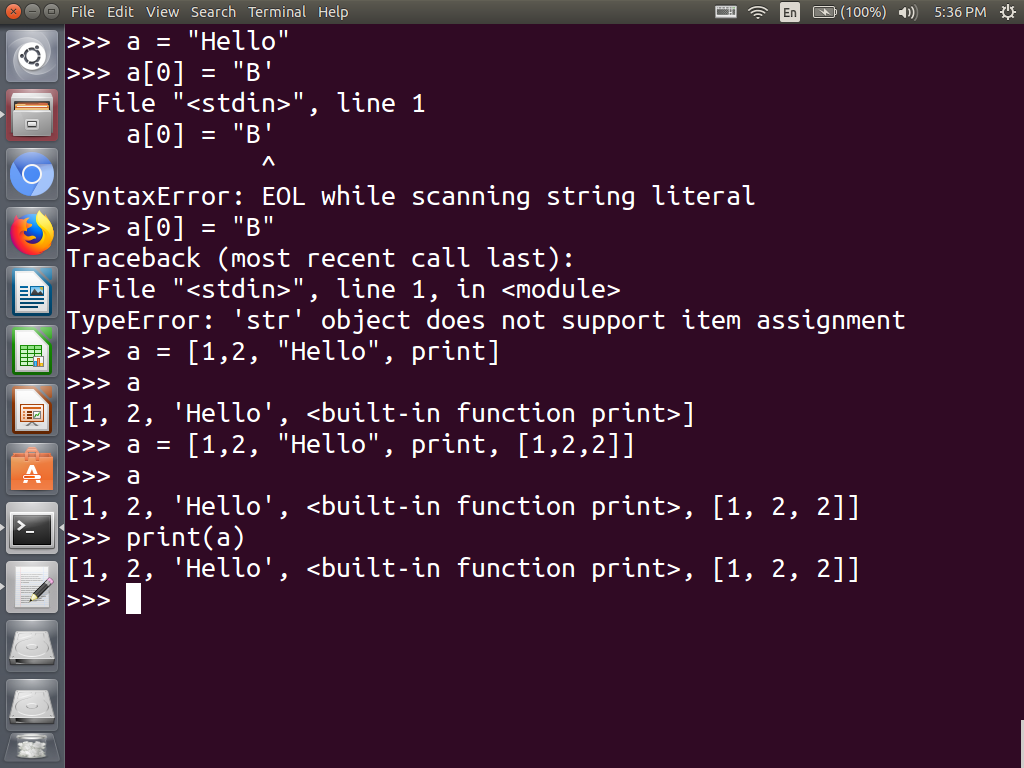 File Edit View Search Terminal Help En (100%) 5:36 PM
>>> a = "Hello"
>>> a[0] = "B'
  File "<stdin>", line 1
    a[0] = "B'
             ^
SyntaxError: EOL while scanning string literal
>>> a[0] = "B"
Traceback (most recent call last):
  File "<stdin>", line 1, in <module>
TypeError: 'str' object does not support item assignment
>>> a = [1,2, "Hello", print]
>>> a
[1, 2, 'Hello', <built-in function print>]
>>> a = [1,2, "Hello", print, [1,2,2]]
>>> a
[1, 2, 'Hello', <built-in function print>, [1, 2, 2]]
>>> print(a)
[1, 2, 'Hello', <built-in function print>, [1, 2, 2]]
>>>